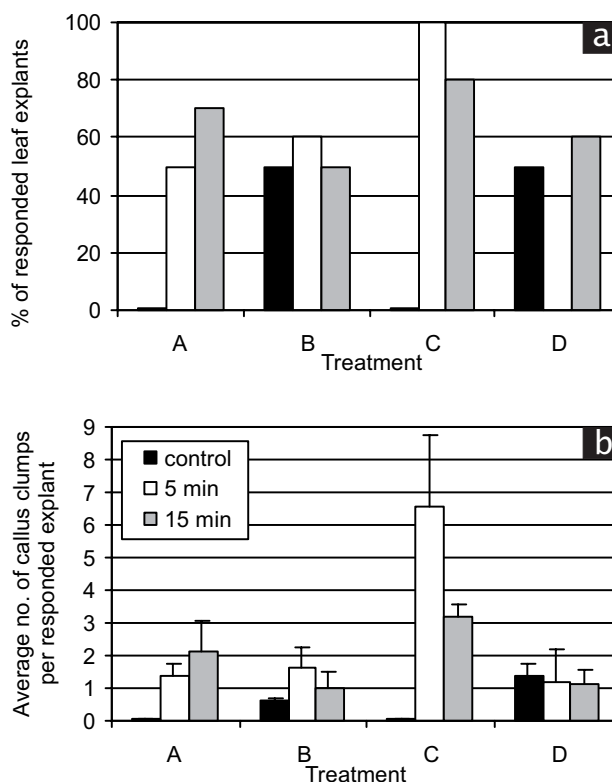 a
% of responded leaf explants
100
80
60
40
20
0
A B C D
Treatment
b
Average no. of callus clumps
per responded explant
9
8
7
6
5
4
3
2
1
0
control
5 min
15 min
A B C D
Treatment